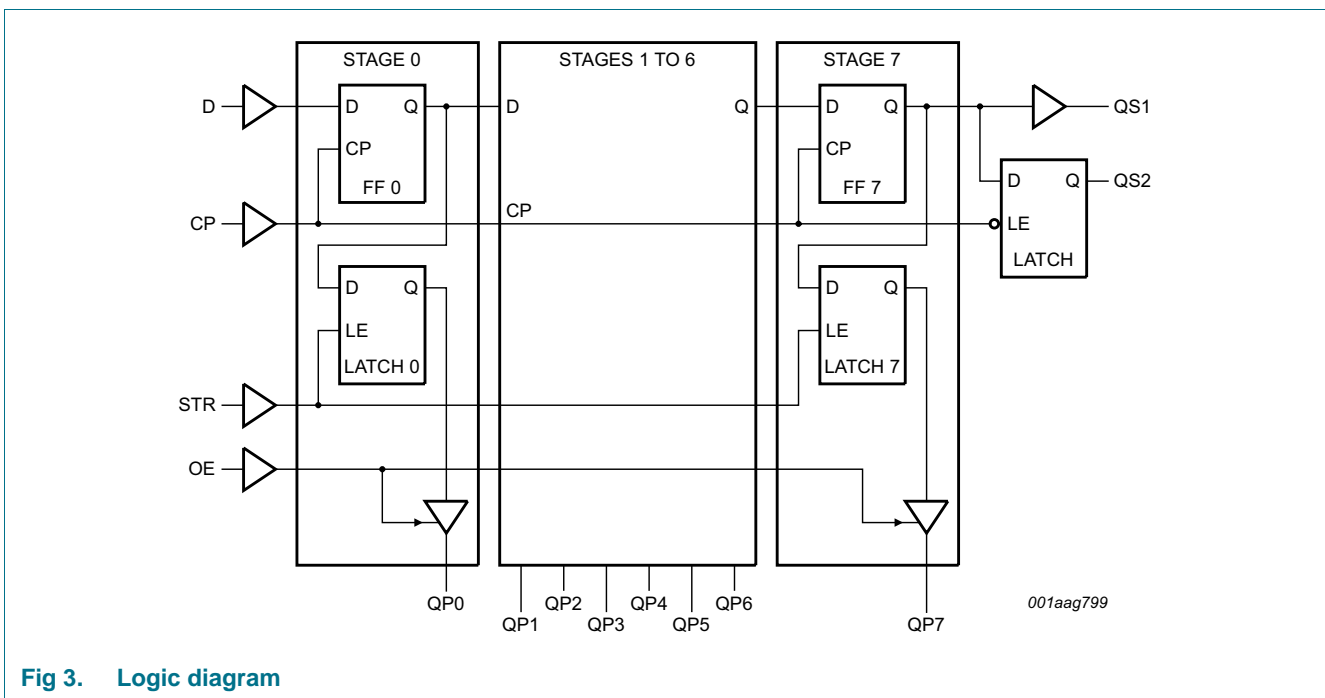 STAGE 0
STAGES 1 TO 6
STAGE 7
D
D
Q
D
Q
D
Q
QS1
CP
CP
FF 0
FF 7
D
Q
QS2
CP
CP
LE
LATCH
D
Q
D
Q
LE
LE
LATCH 0
LATCH 7
STR
OE
QP0
QP2
QP4
QP6
QP1
QP3
QP5
QP7
001aag799
Fig 3. Logic diagram